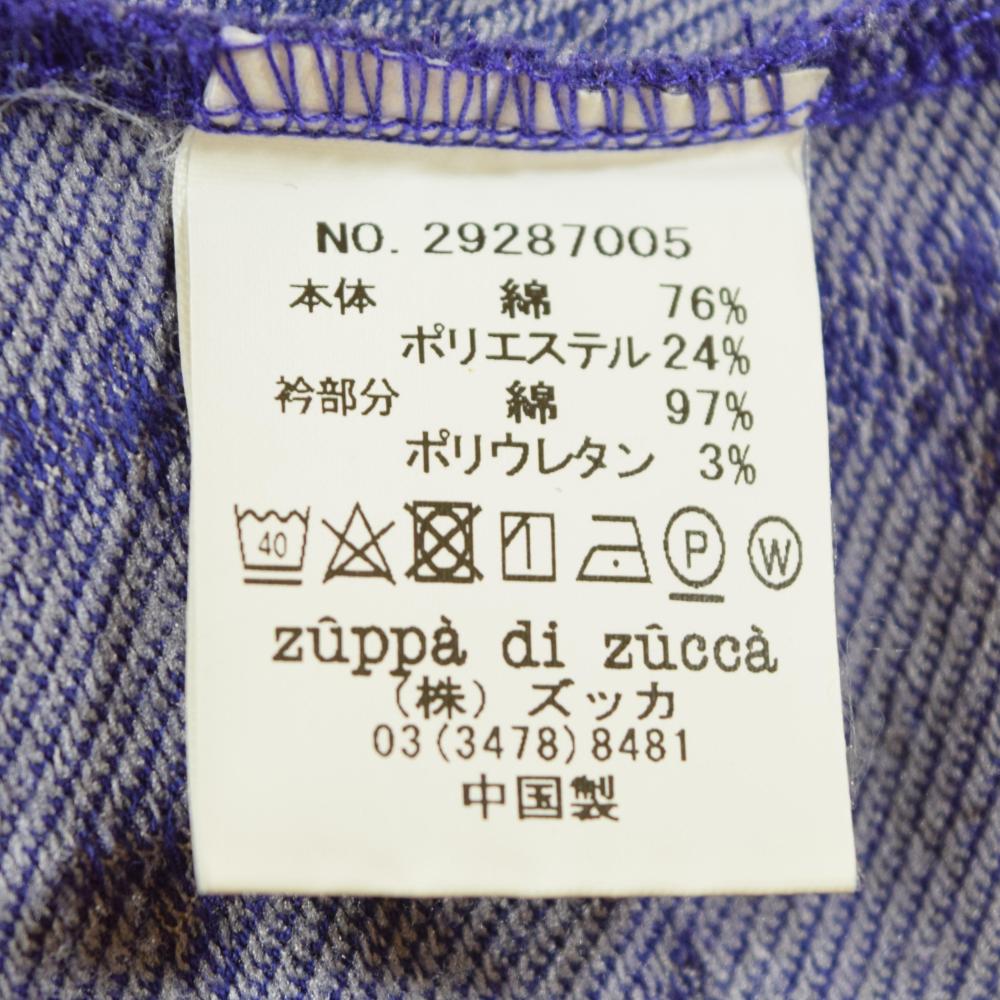 NO. 29287005
本体 綿 76%
ポリエステル 24%
衿部分 綿 97%
ポリウレタン 3%
40 P W
zûppà di zûccà
(株) ズッカ
03(3478)8481
中国製